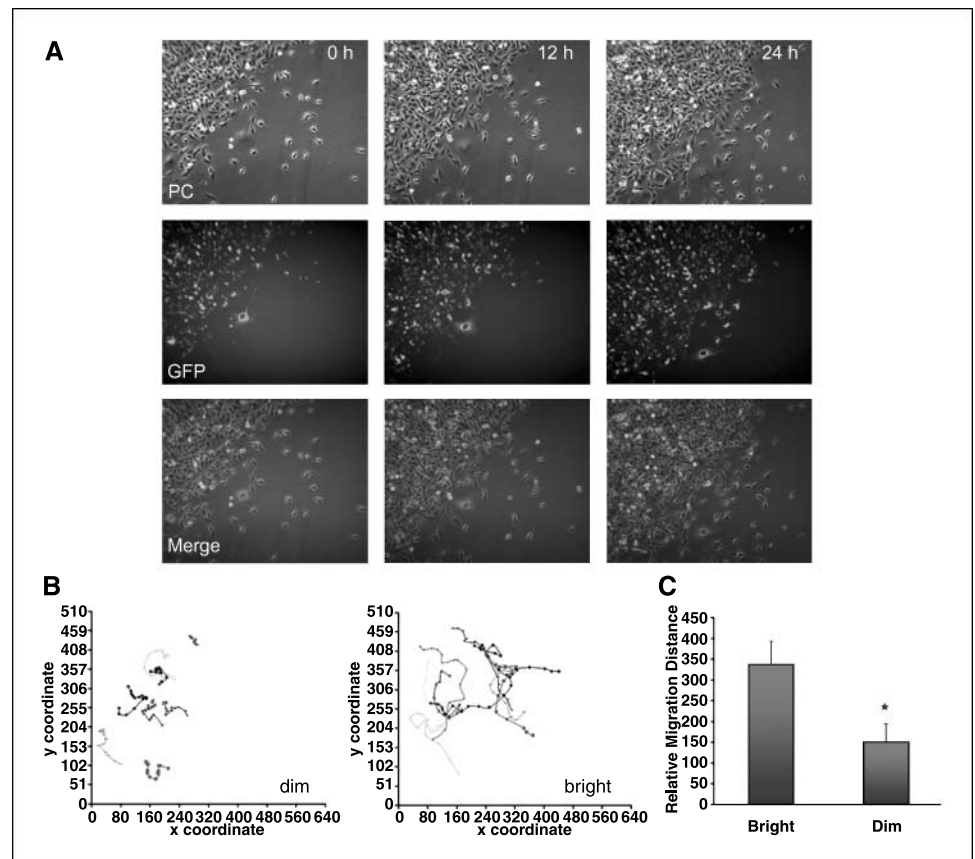 A
0 h
12 h
24 h
PC
GFP
Merge
B
510
459
408
357
306
255
204
153
102
51
0
y coordinate
dim
0 80 160 240 320 400 480 560 640
x coordinate
510
459
408
357
306
255
204
153
102
51
0
y coordinate
bright
0 80 160 240 320 400 480 560 640
x coordinate
C
450
400
350
300
250
200
150
100
50
0
Relative Migration Distance
*
Bright Dim